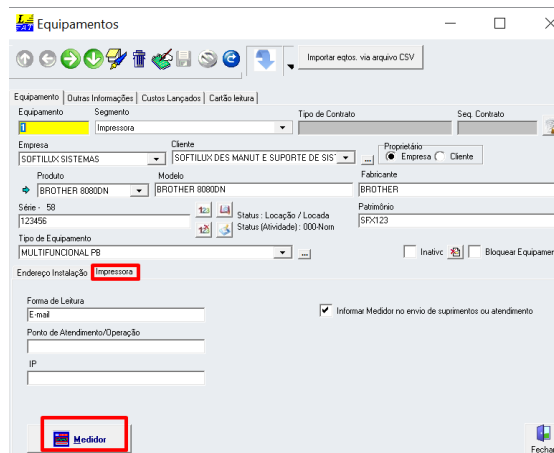 Equipamentos
Importar eqtos. via arquivo CSV
Equipamento Outras Informações Custos Lançados Cartão leitura
Equipamento Segmento Tipo de Contrato Seq. Contrato
1 Impressora
Empresa Cliente Proprietário
SOFTILUX SISTEMAS SOFTILUX DES MANUT E SUPORTE DE SIS ... Empresa Cliente
Produto Modelo Fabricante
BROTHER 8080DN BROTHER 8080DN BROTHER
Série - 58 Status : Locação / Locada Patrimônio
123456 Status (Atividade) : 000-Norn SFX123
Tipo de Equipamento
MULTIFUNCIONAL PB ... Inativc Bloquear Equipamer
Endereço Instalação Impressora
Forma de Leitura
E-mail Informar Medidor no envio de suprimentos ou atendimento
Ponto de Atendimento/Operação
IP
Medidor
Fechar